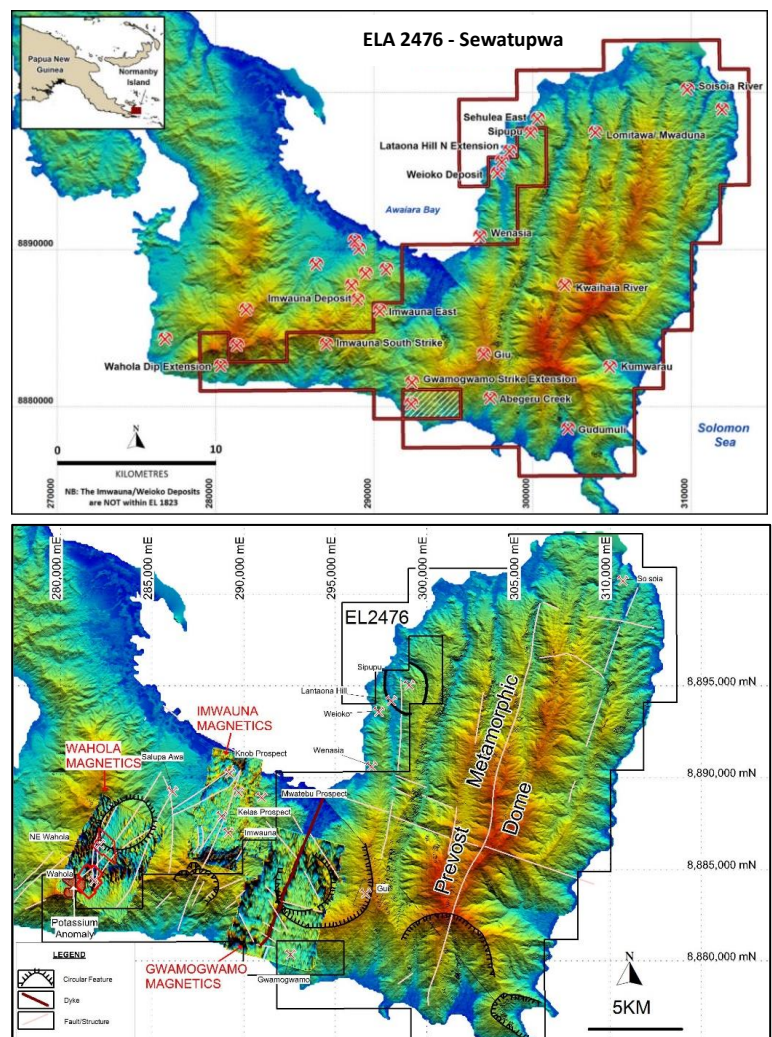 ELA 2476 - Sewatupwa
Papua New
Guinea
Normanby
Island
Soisoia River
Sehulea East
Sipupu
Lomitawa/ Mwaduna
Lataona Hill N Extension
Weioko Deposit
Awaiara Bay
8890000
Wenasia
Kwaihaia River
Imwauna Deposit
Imwauna East
Imwauna South Strike
Giu
Wahola Dip Extension
Kumwarau
Gwamogwamo Strike Extension
8880000
Abegeru Creek
Gudumuli
Solomon
Sea
N
0
10
KILOMETRES
NB: The Imwauna/Weioko Deposits
are NOT within EL 1823
270000
280000
290000
300000
310000
280,000 mE
285,000 mE
290,000 mE
295,000 mE
300,000 mE
305,000 mE
310,000 mE
So soia
EL2476
Sipupu
8,895,000 mN
Lantaona Hill
Weioko
IMWAUNA
MAGNETICS
Wenasia
WAHOLA
MAGNETICS
Salupa Awa
Knob Prospect
8,890,000 mN
Mwatebu Prospect
Kelas Prospect
Imwauna
Metamorphic
Dome
Prevost
NE Wahola
8,885,000 mN
Wahola
Gui
Potassium
Anomaly
8,880,000 mN
GWAMOGWAMO
MAGNETICS
Gwamogwamo
LEGEND
Circular Feature
Dyke
Fault/Structure
N
5KM